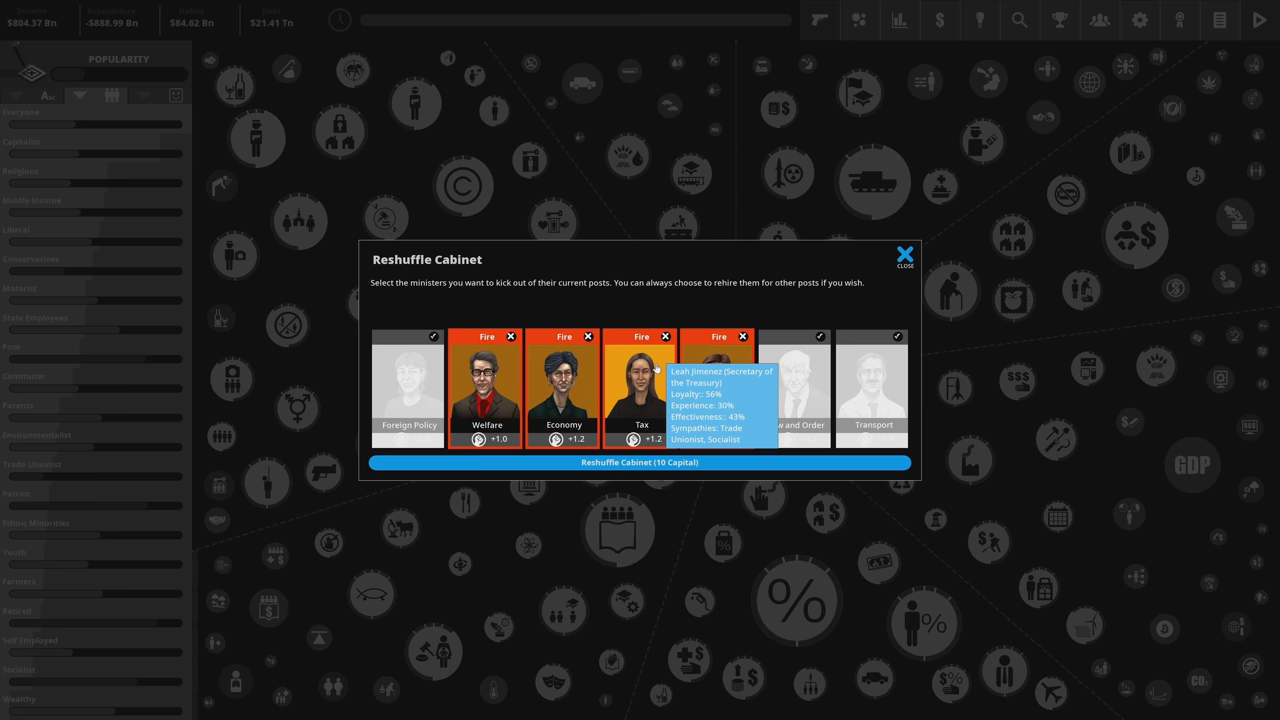 Income
Expenditure
Deficit
Debt
$804.37 Bn
-$888.99 Bn
$84.62 Bn
$21.41 Tn
POPULARITY
Everyone
Capitalist
Religious
Middle Income
Liberal
Conservatives
Motorist
State Employees
Poor
Commuter
Parents
Environmentalist
Trade Unionist
Patriot
Ethnic Minorities
Youth
Farmers
Retired
Self Employed
Socialist
Wealthy
Reshuffle Cabinet
CLOSE
Select the ministers you want to kick out of their current posts. You can always choose to rehire them for other posts if you wish.
Fire
Fire
Fire
Fire
Foreign Policy
Welfare
+1.0
Economy
+1.2
Tax
+1.2
Leah Jimenez (Secretary of
the Treasury)
Loyalty:: 56%
Experience: 30%
Effectiveness:: 43%
Sympathies: Trade
Unionist, Socialist
w and Order
Transport
Reshuffle Cabinet (10 Capital)
GDP
CO₂